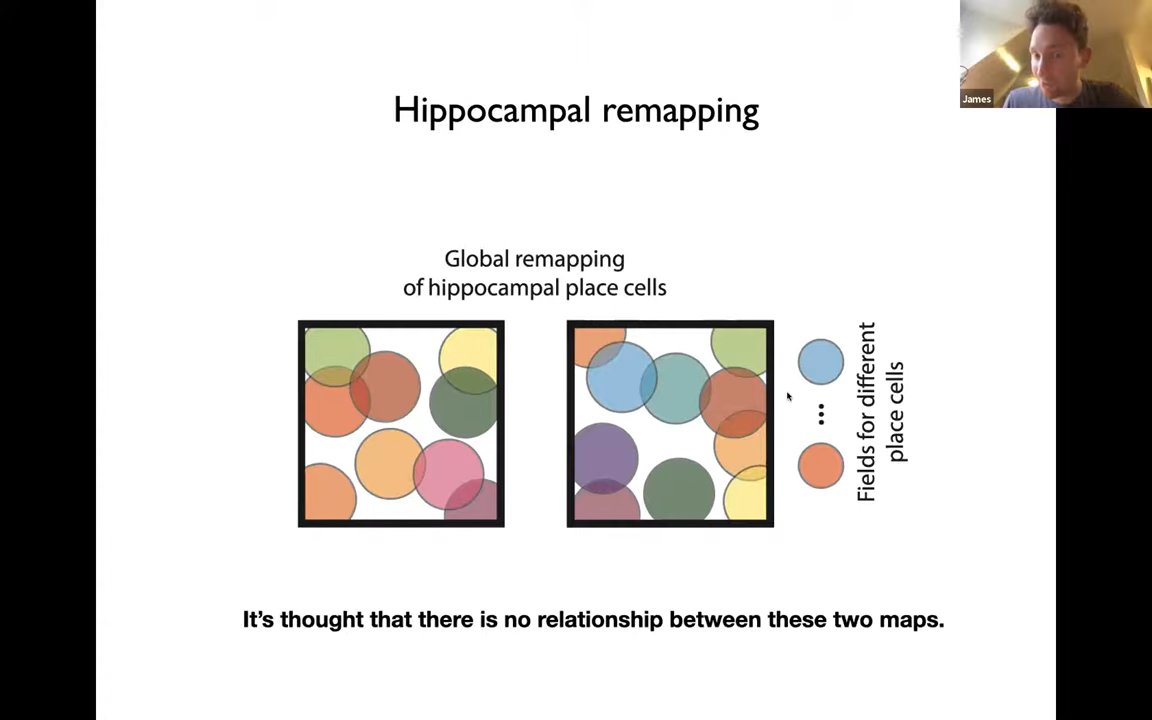 James
Hippocampal remapping
Global remapping
of hippocampal place cells
Fields for different
place cells
It's thought that there is no relationship between these two maps.